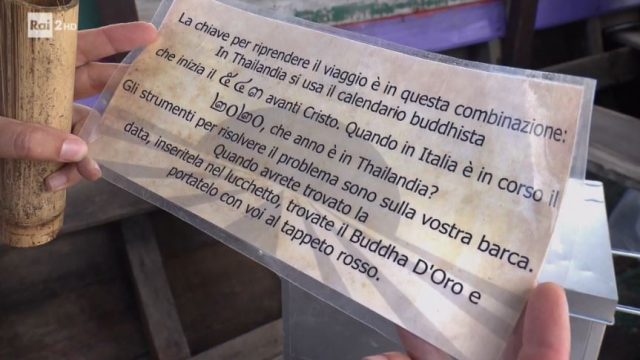 Rai 2HD
La chiave per riprendere il viaggio è in questa combinazione:
In Thailandia si usa il calendario buddhista
che inizia il ๕๔๓ avanti Cristo. Quando in Italia è in corso il
๒๐๒๐, che anno è in Thailandia?
Gli strumenti per risolvere il problema sono sulla vostra barca.
Quando avrete trovato la
data, inseritela nel lucchetto, trovate il Buddha D'Oro e
portatelo con voi al tappeto rosso.